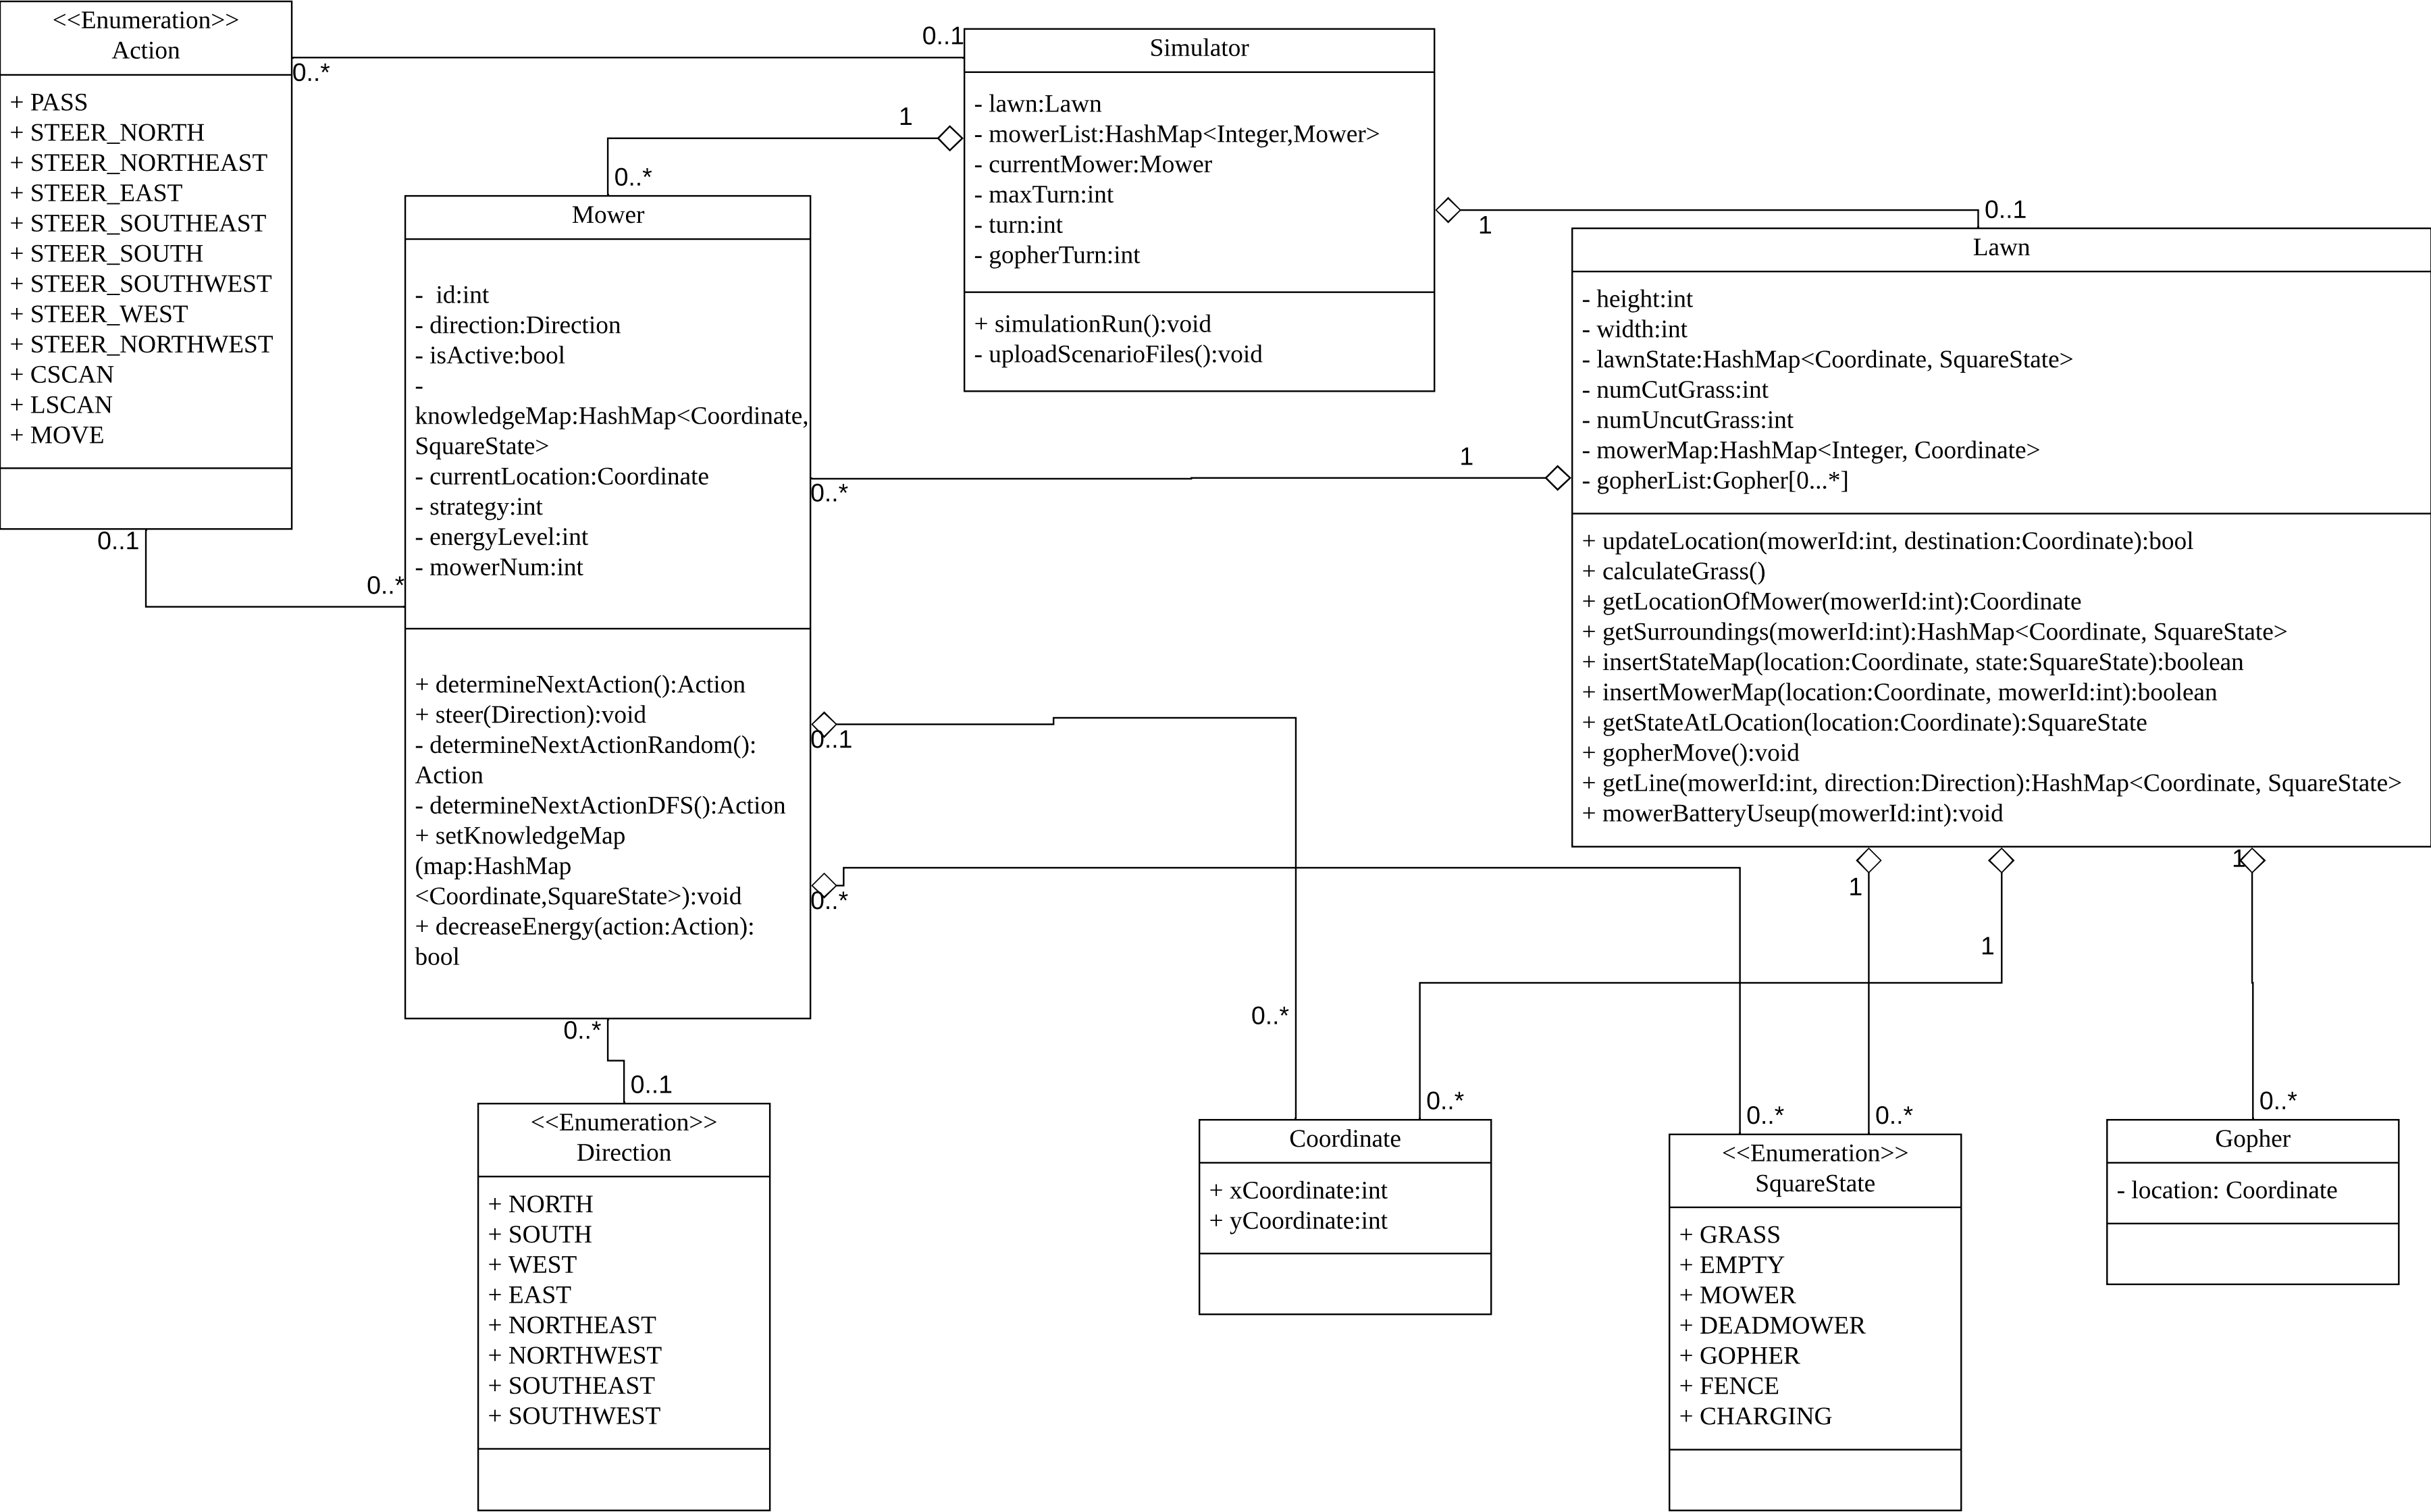 <<Enumeration>>
Action
+ PASS
+ STEER_NORTH
+ STEER_NORTHEAST
+ STEER_EAST
+ STEER_SOUTHEAST
+ STEER_SOUTH
+ STEER_SOUTHWEST
+ STEER_WEST
+ STEER_NORTHWEST
+ CSCAN
+ LSCAN
+ MOVE
0..*
0..1
0..1
0..*
Simulator
- lawn:Lawn
- mowerList:HashMap<Integer,Mower>
- currentMower:Mower
- maxTurn:int
- turn:int
- gopherTurn:int
+ simulationRun():void
- uploadScenarioFiles():void
1
0..*
1
0..1
Mower
- id:int
- direction:Direction
- isActive:bool
-
knowledgeMap:HashMap<Coordinate,
SquareState>
- currentLocation:Coordinate
- strategy:int
- energyLevel:int
- mowerNum:int
+ determineNextAction():Action
+ steer(Direction):void
- determineNextActionRandom():
Action
- determineNextActionDFS():Action
+ setKnowledgeMap
(map:HashMap
<Coordinate,SquareState>):void
+ decreaseEnergy(action:Action):
bool
0..*
1
0..1
0..*
0..*
0..*
0..*
0..1
Lawn
- height:int
- width:int
- lawnState:HashMap<Coordinate, SquareState>
- numCutGrass:int
- numUncutGrass:int
- mowerMap:HashMap<Integer, Coordinate>
- gopherList:Gopher[0...*]
+ updateLocation(mowerId:int, destination:Coordinate):bool
+ calculateGrass()
+ getLocationOfMower(mowerId:int):Coordinate
+ getSurroundings(mowerId:int):HashMap<Coordinate, SquareState>
+ insertStateMap(location:Coordinate, state:SquareState):boolean
+ insertMowerMap(location:Coordinate, mowerId:int):boolean
+ getStateAtLOcation(location:Coordinate):SquareState
+ gopherMove():void
+ getLine(mowerId:int, direction:Direction):HashMap<Coordinate, SquareState>
+ mowerBatteryUseup(mowerId:int):void
1
1
1
0..*
0..*
0..*
<<Enumeration>>
Direction
+ NORTH
+ SOUTH
+ WEST
+ EAST
+ NORTHEAST
+ NORTHWEST
+ SOUTHEAST
+ SOUTHWEST
Coordinate
+ xCoordinate:int
+ yCoordinate:int
<<Enumeration>>
SquareState
+ GRASS
+ EMPTY
+ MOWER
+ DEADMOWER
+ GOPHER
+ FENCE
+ CHARGING
Gopher
- location: Coordinate